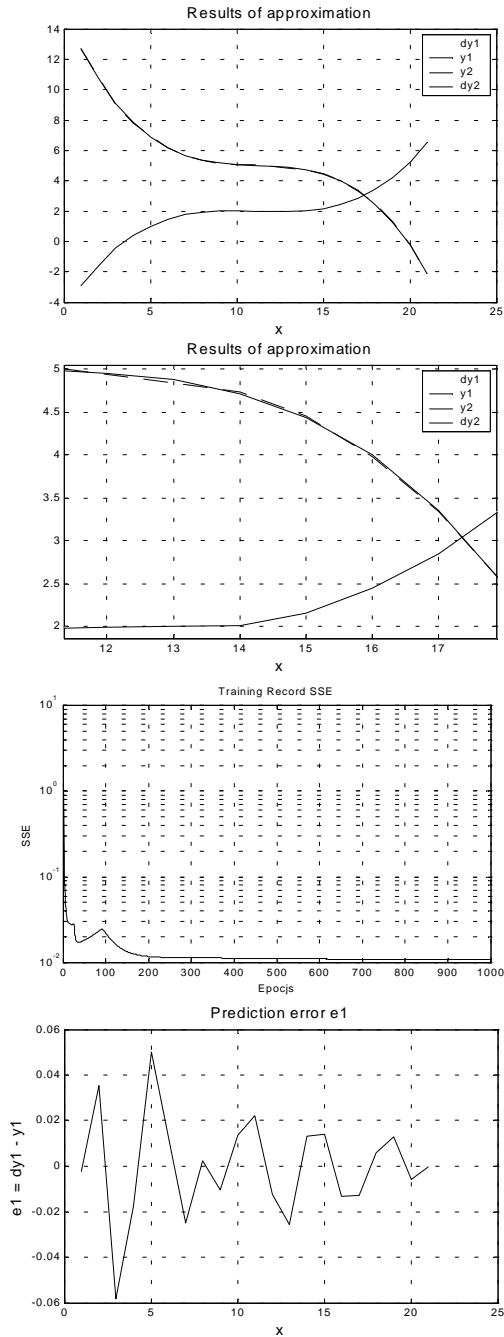 Results of approximation
14
12
10
8
6
4
2
0
-2
-4
0 5 10 15 20 25
x
dy1
y1
y2
dy2
Results of approximation
5
4.5
4
3.5
3
2.5
2
12 13 14 15 16 17
x
dy1
y1
y2
dy2
Training Record SSE
10^1
10^0
10^-1
10^-2
SSE
0 100 200 300 400 500 600 700 800 900 1000
Epocjs
Prediction error e1
0.06
0.04
0.02
0
-0.02
-0.04
-0.06
e1 = dy1 - y1
0 5 10 15 20 25
x